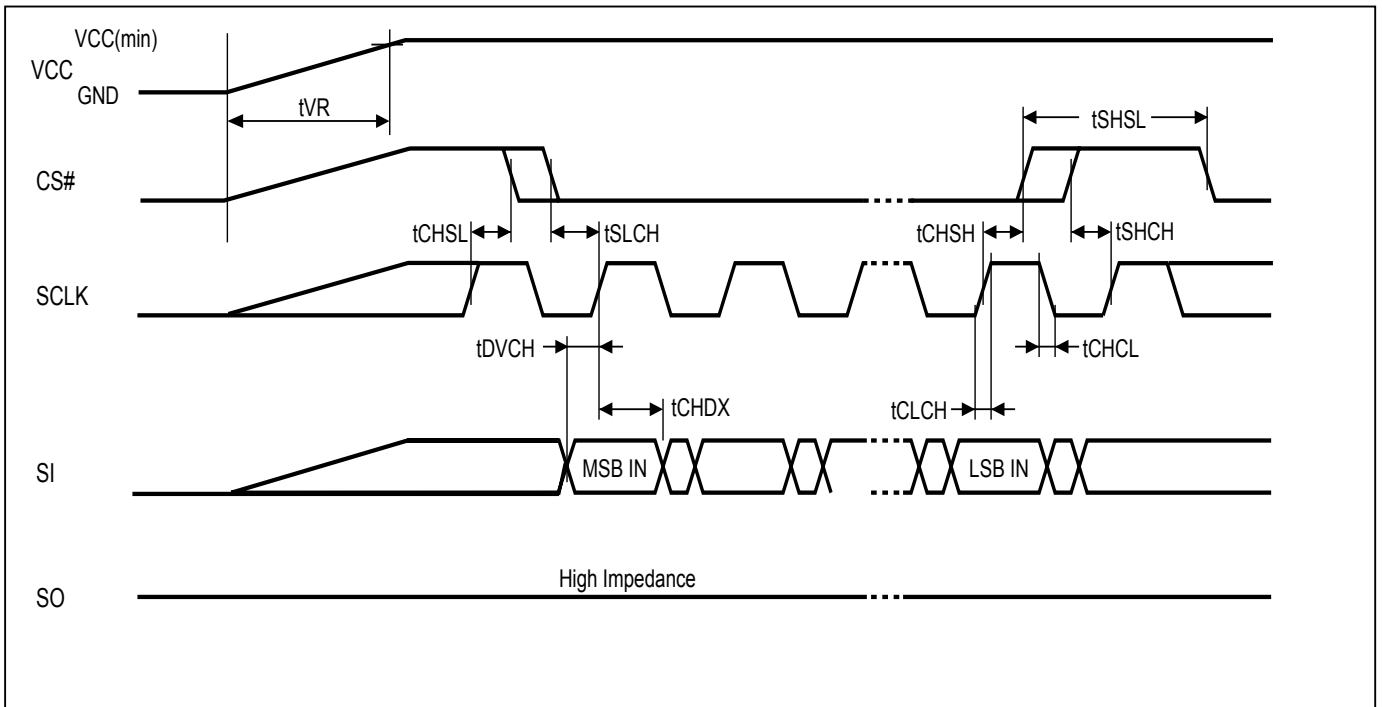 VCC(min)
VCC
GND
tVR
tSHSL
CS#
tCHSL
tSLCH
tCHSH
tSHCH
SCLK
tDVCH
tCHCL
tCHDX
tCLCH
SI
MSB IN
LSB IN
High Impedance
SO